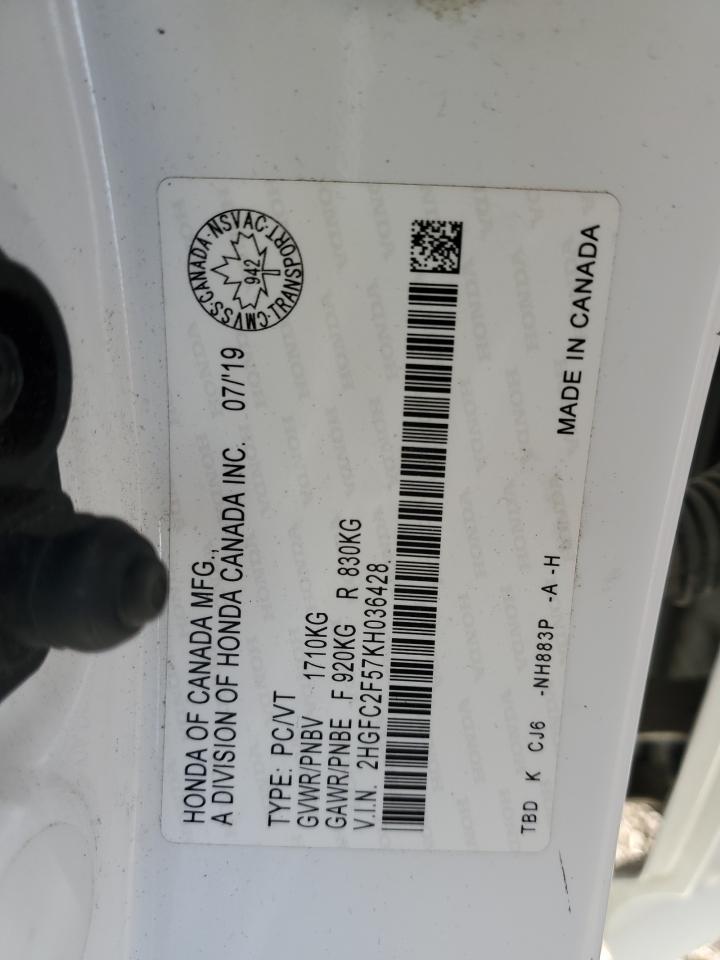 HONDA OF CANADA MFG.,
A DIVISION OF HONDA CANADA INC. 07/'19
CMVSS CANADA·NSVAC·TRANSPORT·
942
TYPE: PC/VT
GVWR/PNBV 1710KG
GAWR/PNBE F 920KG R 830KG
V.I.N. 2HGFC2F57KH036428
TBD K CJ6 -NH883P -A -H
MADE IN CANADA